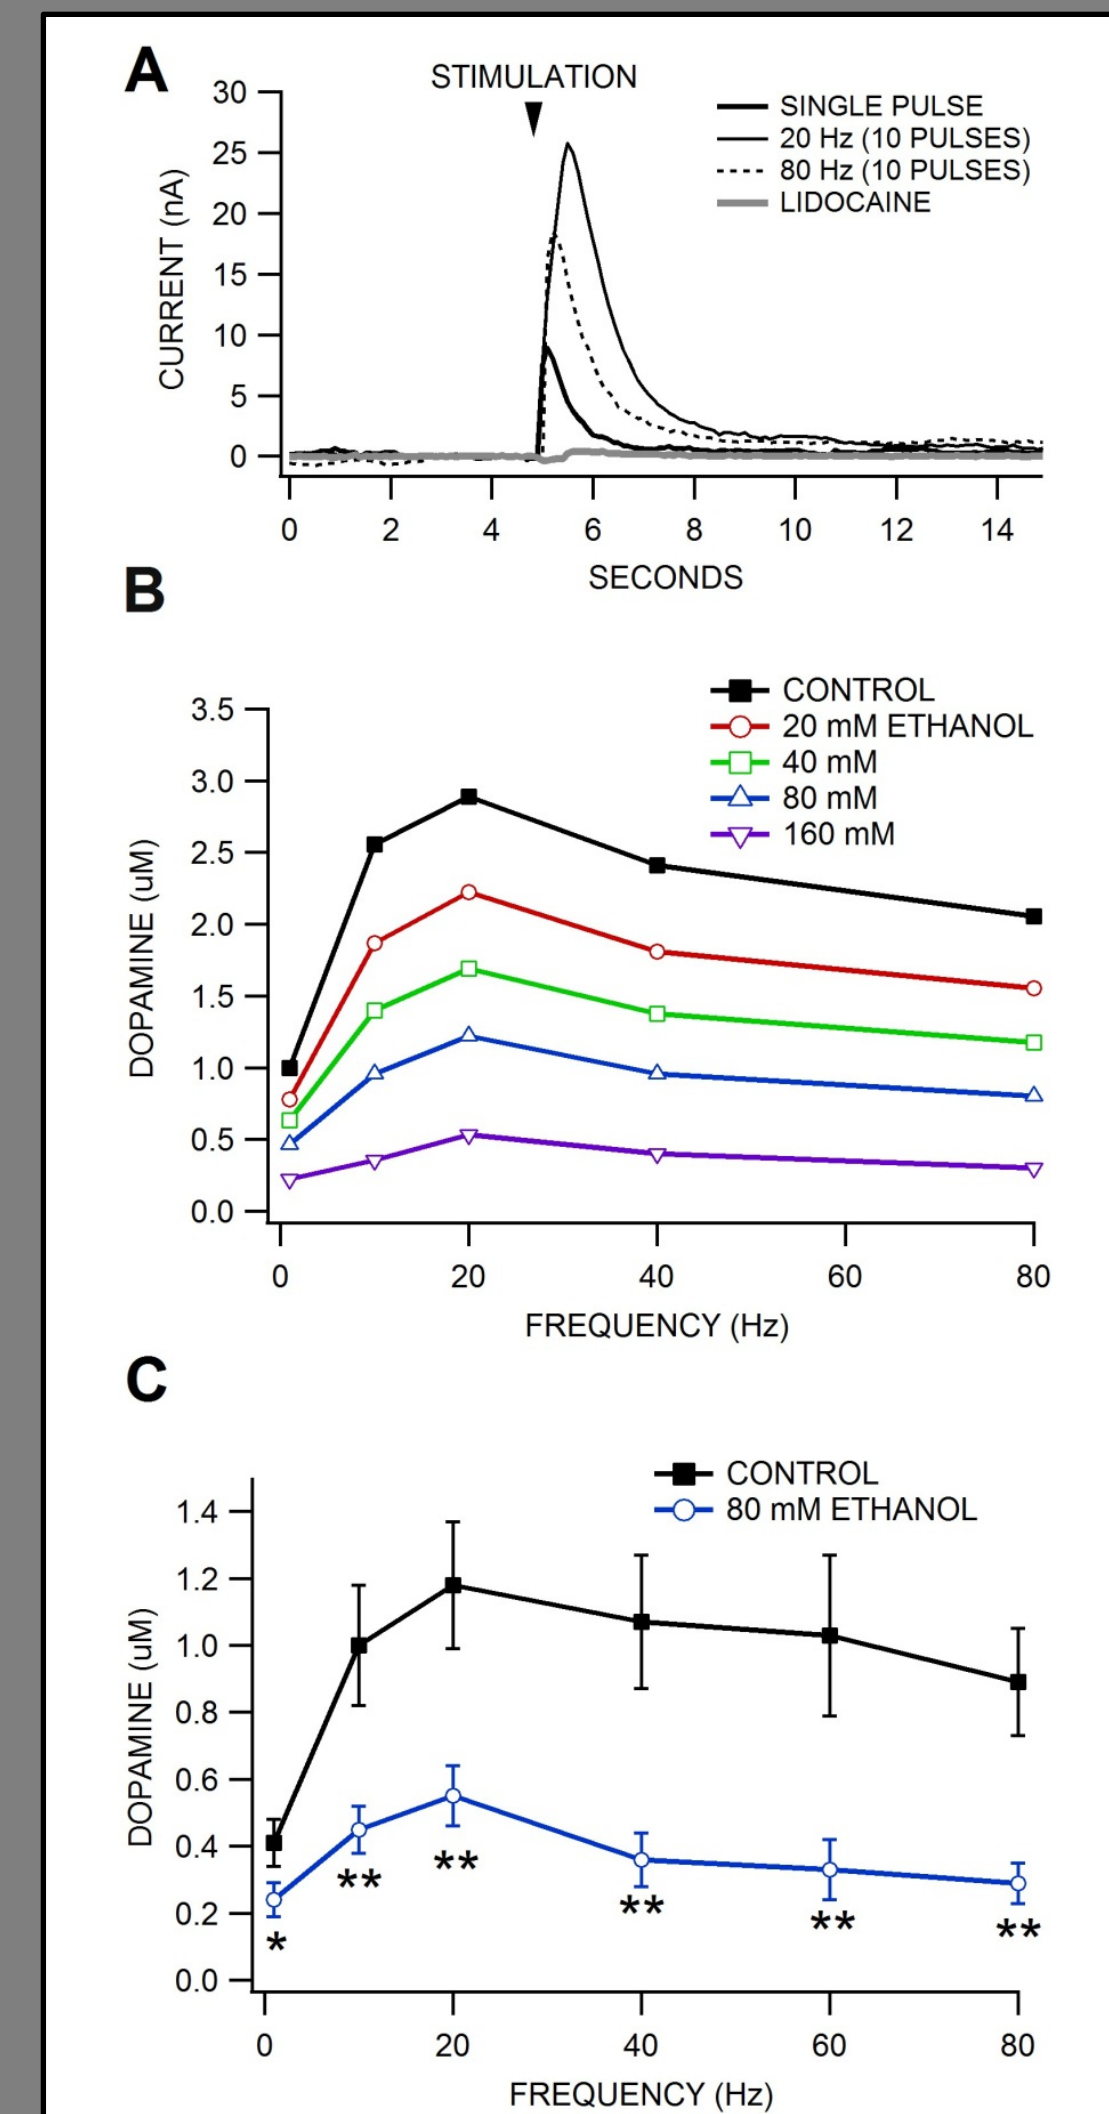 A
STIMULATION
SINGLE PULSE
20 Hz (10 PULSES)
80 Hz (10 PULSES)
LIDOCAINE
CURRENT (nA)
30
25
20
15
10
5
0
0 2 4 6 8 10 12 14
SECONDS
B
CONTROL
20 mM ETHANOL
40 mM
80 mM
160 mM
DOPAMINE (uM)
3.5
3.0
2.5
2.0
1.5
1.0
0.5
0.0
0 20 40 60 80
FREQUENCY (Hz)
C
CONTROL
80 mM ETHANOL
DOPAMINE (uM)
1.4
1.2
1.0
0.8
0.6
0.4
0.2
0.0
* ** ** ** ** **
0 20 40 60 80
FREQUENCY (Hz)